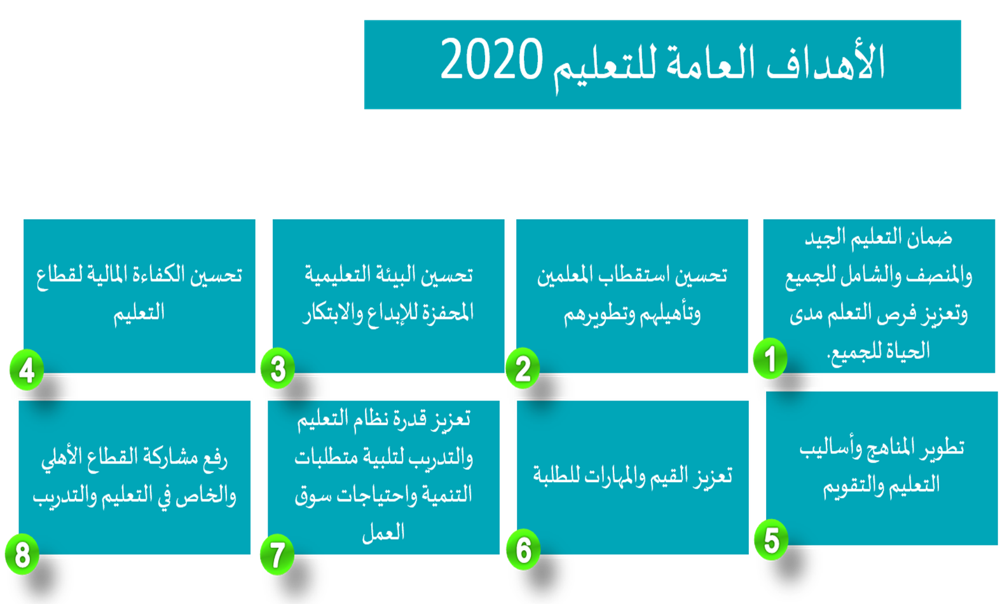 الأهداف العامة للتعليم 2020
ضمان التعليم الجيد
والمنصف والشامل للجميع
وتعزيز فرص التعلم مدى
الحياة للجميع.
1
تحسين استقطاب المعلمين
وتأهيلهم وتطويرهم
2
تحسين البيئة التعليمية
المحفزة للإبداع والابتكار
3
تحسين الكفاءة المالية لقطاع
التعليم
4
تطوير المناهج وأساليب
التعليم والتقويم
5
تعزيز القيم والمهارات للطلبة
6
تعزيز قدرة نظام التعليم
والتدريب لتلبية متطلبات
التنمية واحتياجات سوق
العمل
7
رفع مشاركة القطاع الأهلي
والخاص في التعليم والتدريب
8